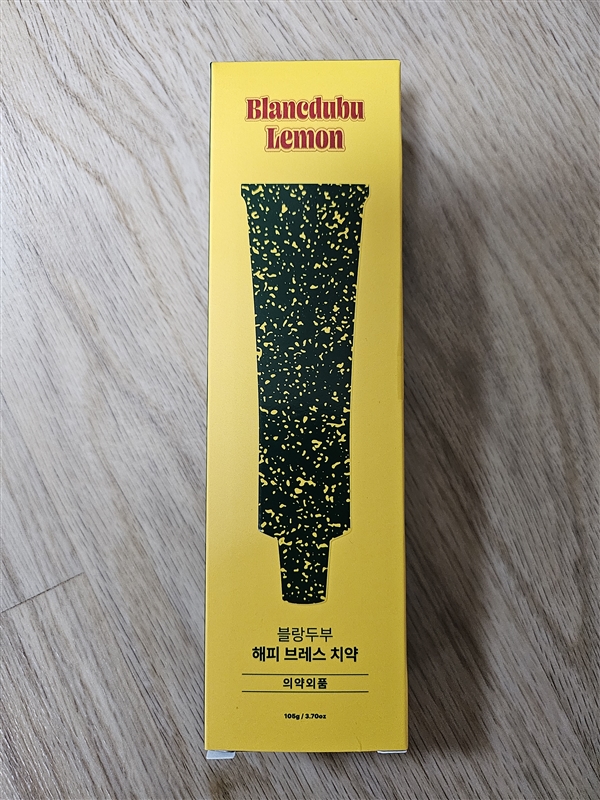 Blancdubu
Lemon
블랑두부
해피 브레스 치약
의약외품
105g / 3.70oz